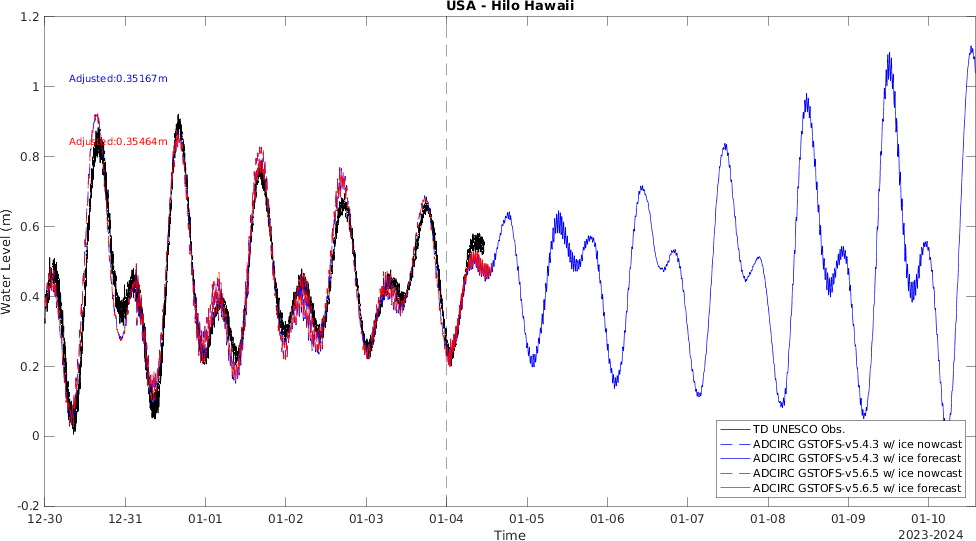 USA - Hilo Hawaii
1.2
1
0.8
0.6
0.4
0.2
0
-0.2
Water Level (m)
Adjusted:0.35167m
Adjusted:0.35464m
TD UNESCO Obs.
ADCIRC GSTOFS-v5.4.3 w/ ice nowcast
ADCIRC GSTOFS-v5.4.3 w/ ice forecast
ADCIRC GSTOFS-v5.6.5 w/ ice nowcast
ADCIRC GSTOFS-v5.6.5 w/ ice forecast
12-30 12-31 01-01 01-02 01-03 01-04 01-05 01-06 01-07 01-08 01-09 01-10
Time
2023-2024